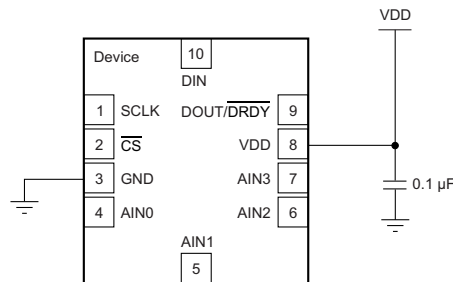 VDD
Device
10
DIN
1 SCLK DOUT/DRDY 9
2 CS VDD 8
3 GND AIN3 7
4 AIN0 AIN2 6
0.1 µF
AIN1
5